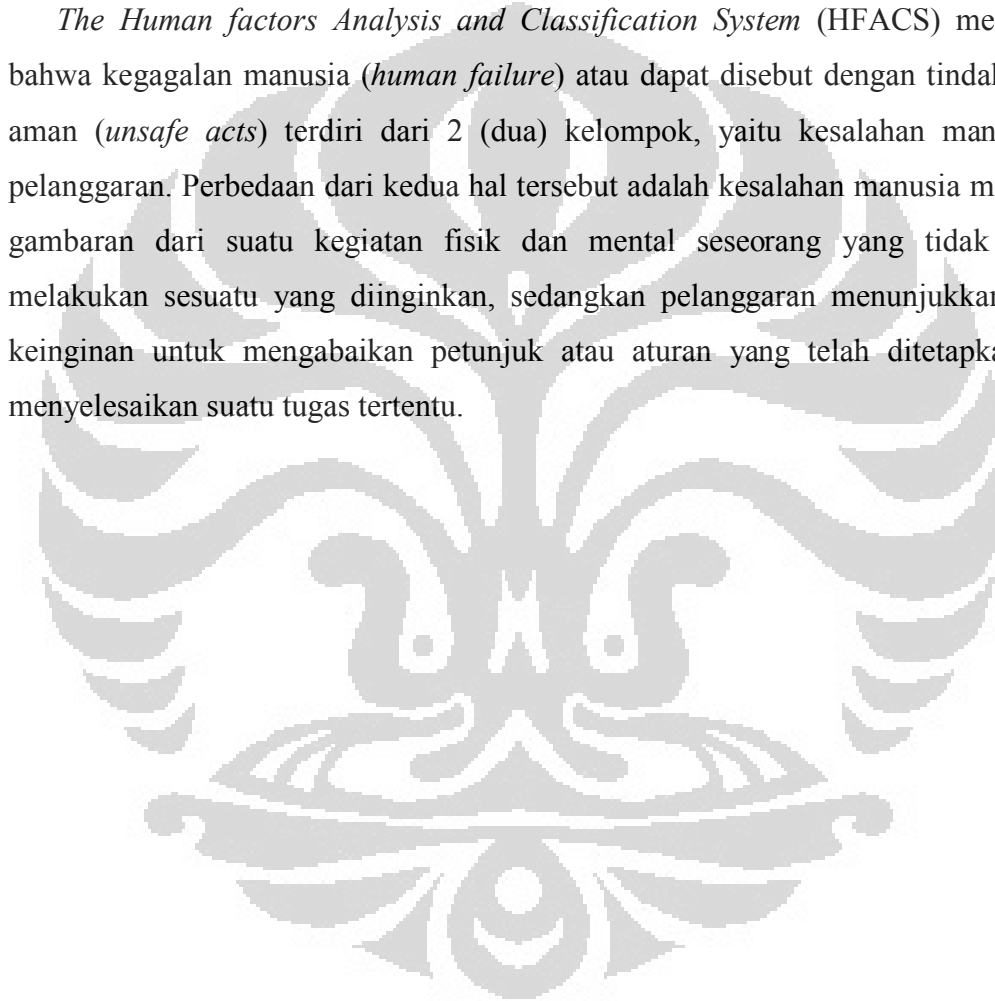 The Human factors Analysis and Classification System (HFACS) me
bahwa kegagalan manusia (human failure) atau dapat disebut dengan tindal
aman (unsafe acts) terdiri dari 2 (dua) kelompok, yaitu kesalahan man
pelanggaran. Perbedaan dari kedua hal tersebut adalah kesalahan manusia m
gambaran dari suatu kegiatan fisik dan mental seseorang yang tidak
melakukan sesuatu yang diinginkan, sedangkan pelanggaran menunjukkan
keinginan untuk mengabaikan petunjuk atau aturan yang telah ditetapka
menyelesaikan suatu tugas tertentu.